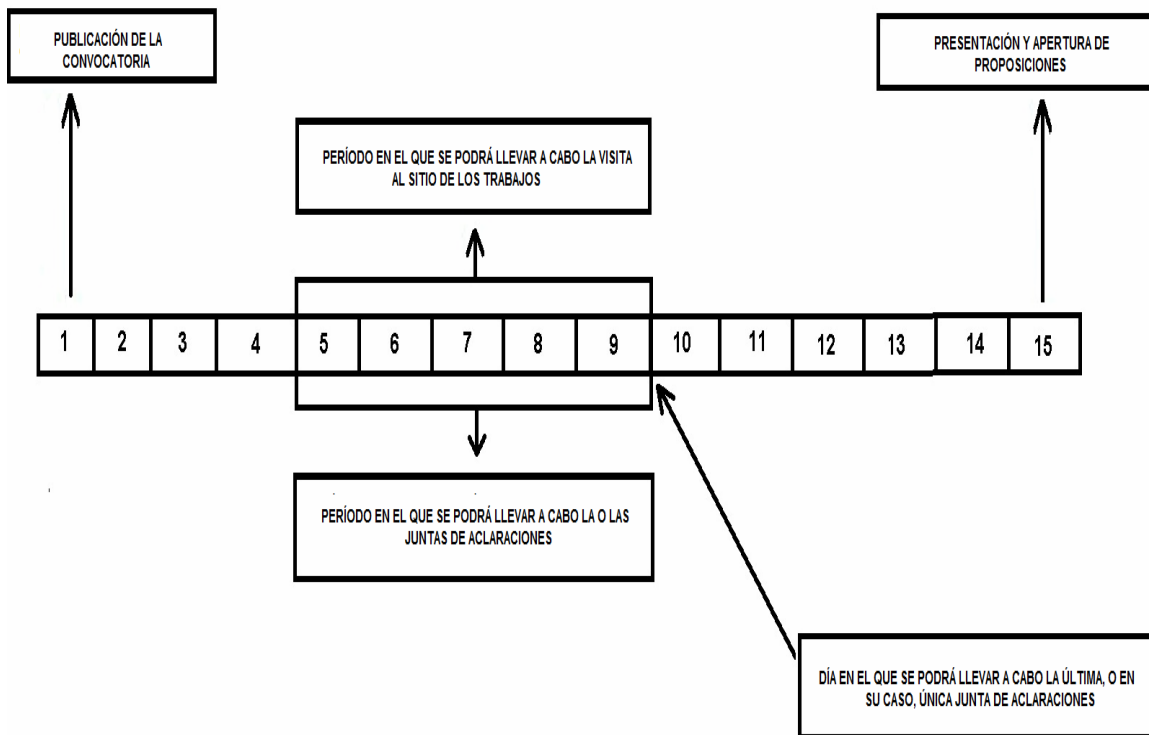 PUBLICACIÓN DE LA
CONVOCATORIA
PRESENTACIÓN Y APERTURA DE
PROPOSICIONES
PERÍODO EN EL QUE SE PODRÁ LLEVAR A CABO LA VISITA
AL SITIO DE LOS TRABAJOS
1 2 3 4 5 6 7 8 9 10 11 12 13 14 15
PERÍODO EN EL QUE SE PODRÁ LLEVAR A CABO LA O LAS
JUNTAS DE ACLARACIONES
DÍA EN EL QUE SE PODRÁ LLEVAR A CABO LA ÚLTIMA, O EN
SU CASO, ÚNICA JUNTA DE ACLARACIONES